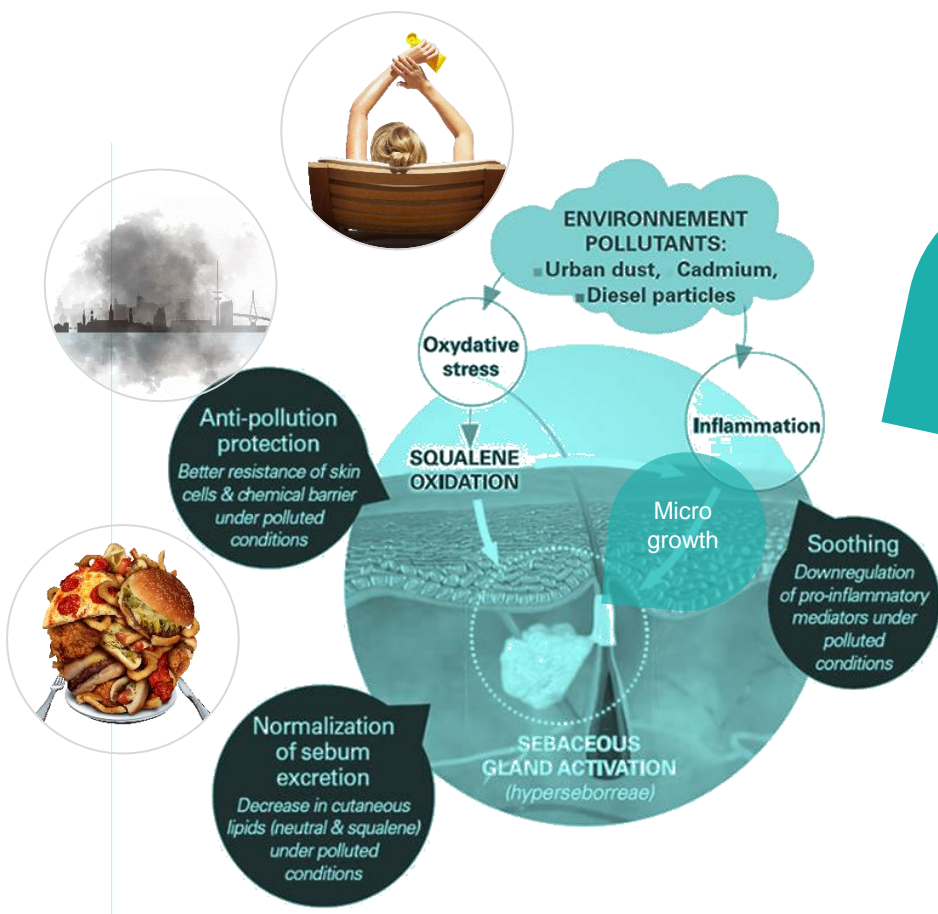 ENVIRONNEMENT
POLLUTANTS:
Urban dust, Cadmium,
Diesel particles
Oxydative
stress
Inflammation
Anti-pollution
protection
Better resistance of skin
cells & chemical barrier
under polluted
conditions
SQUALENE
OXIDATION
Micro
growth
Soothing
Downregulation
of pro-inflammatory
mediators under
polluted
conditions
Normalization
of sebum
excretion
Decrease in cutaneous
lipids (neutral & squalene)
under polluted
conditions
SEBACEOUS
GLAND ACTIVATION
(hyperseborreae)